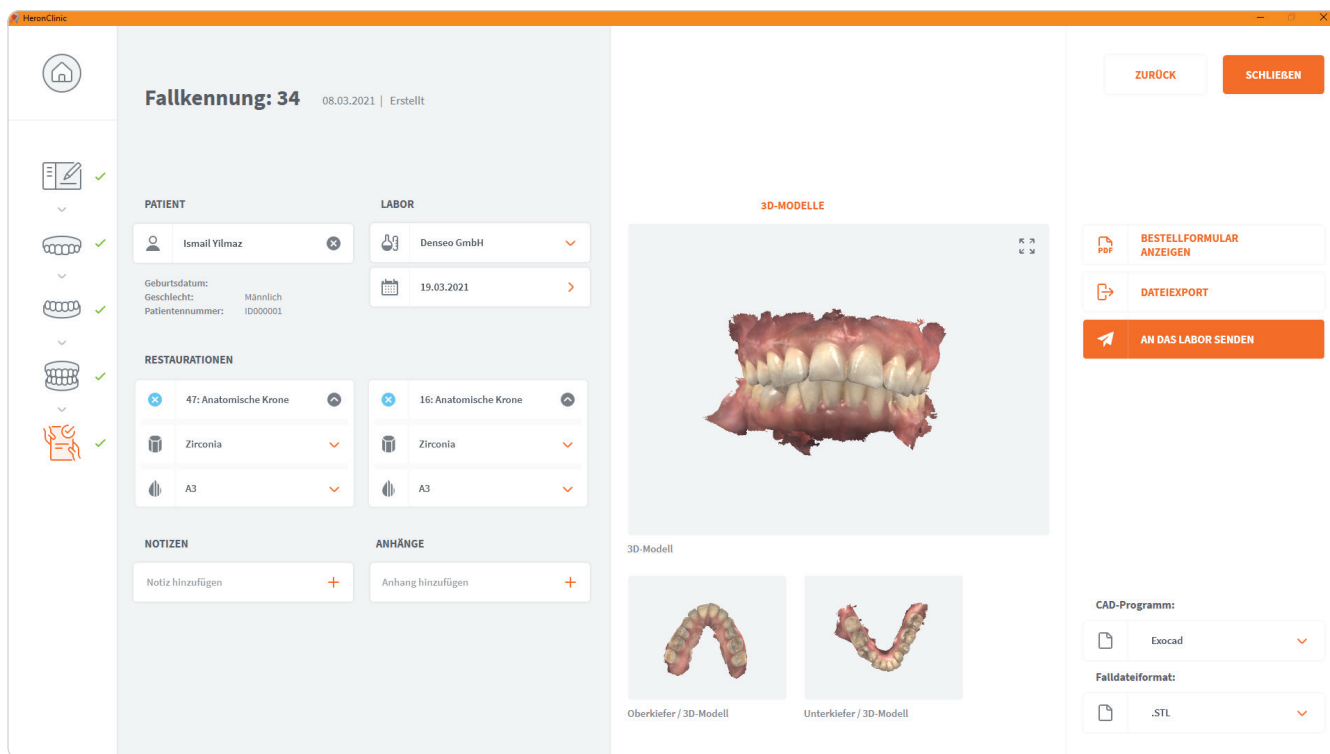 HeronClinic
ZURÜCK
SCHLIEßEN
Fallkennung: 34
08.03.2021 | Erstellt
PATIENT
LABOR
Ismail Yilmaz
Denseo GmbH
Geburtsdatum:
Geschlecht: Männlich
Patientennummer: ID000001
19.03.2021
RESTAURATIONEN
47: Anatomische Krone
16: Anatomische Krone
Zirconia
Zirconia
A3
A3
NOTIZEN
ANHÄNGE
Notiz hinzufügen
Anhang hinzufügen
3D-MODELLE
3D-Modell
Oberkiefer / 3D-Modell
Unterkiefer / 3D-Modell
PDF
BESTELLFORMULAR
ANZEIGEN
DATEIEXPORT
AN DAS LABOR SENDEN
CAD-Programm:
Exocad
Falldateiformat:
.STL